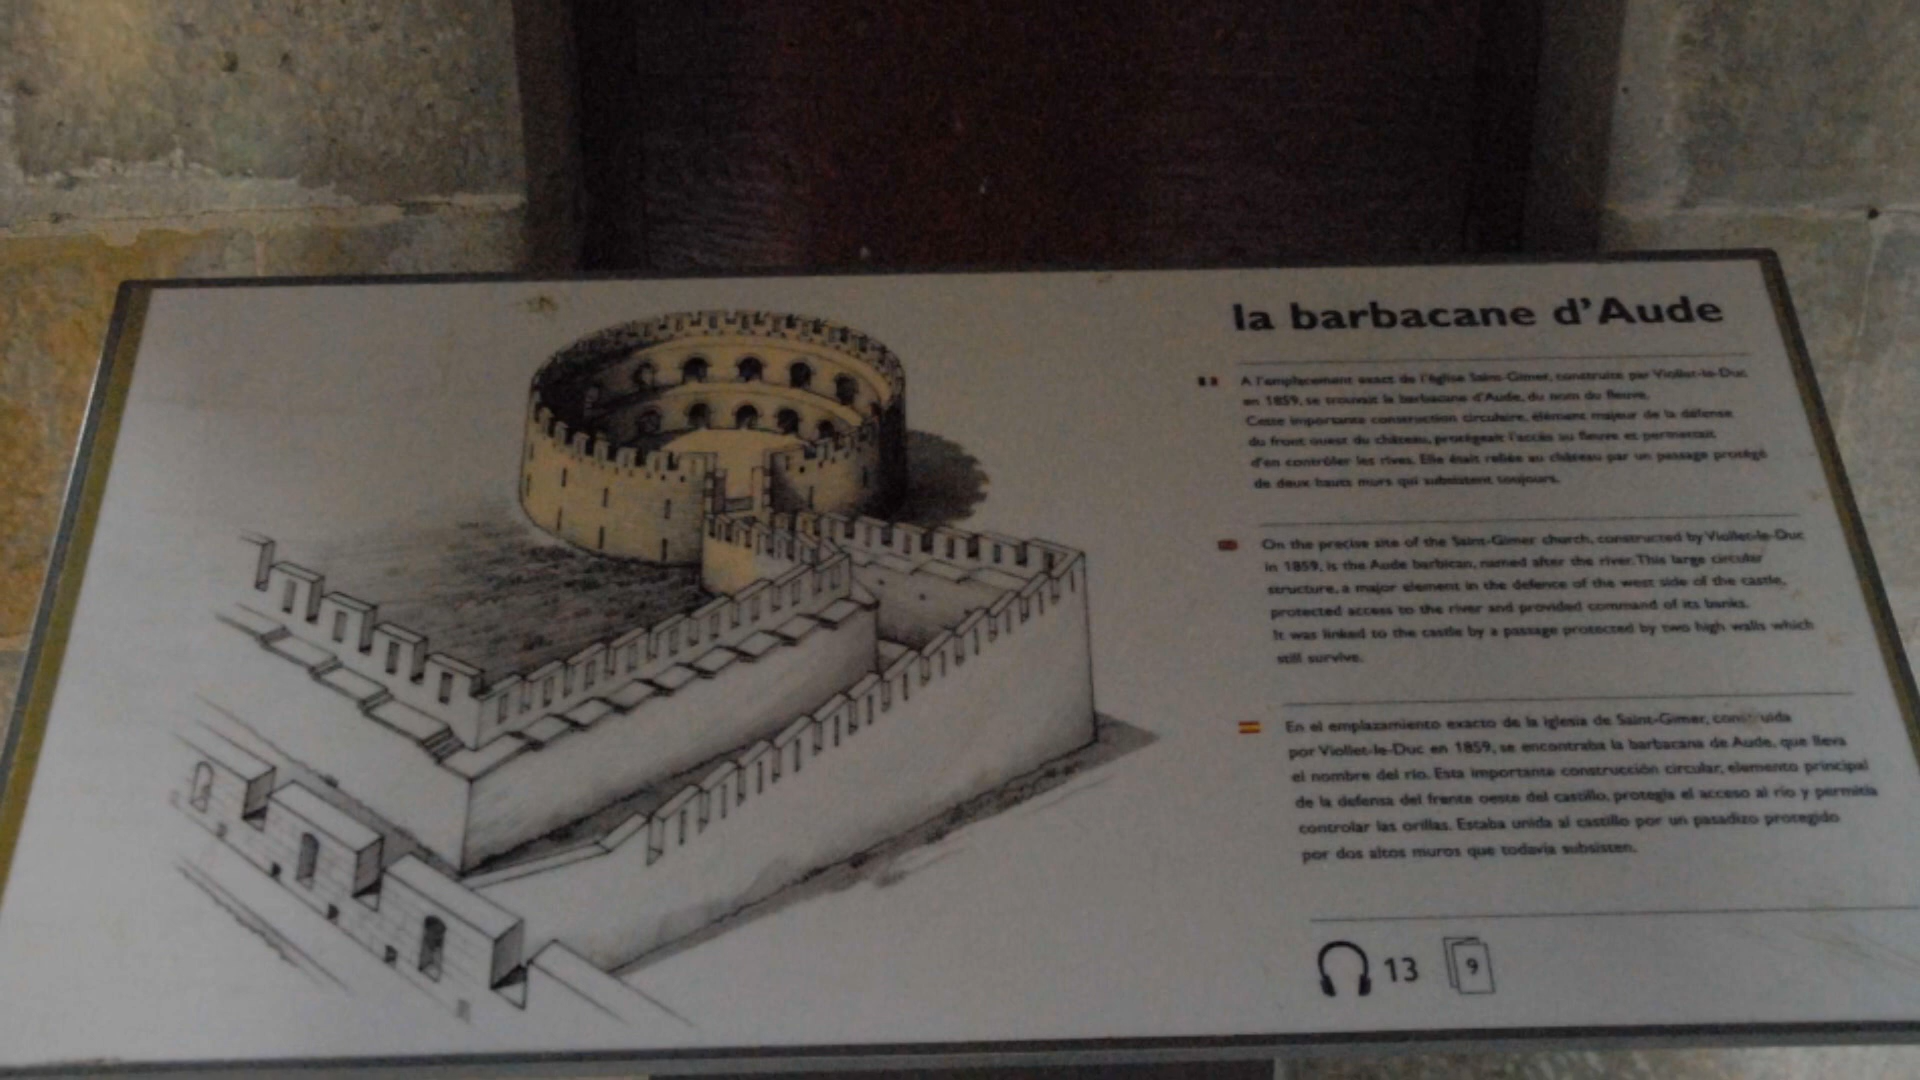 la barbacane d'Aude
A l'emplacement exact de l'église Saint-Gimer, construite par Viollet-le-Duc
en 1859, se trouvait la barbacane d'Aude, du nom du fleuve.
Cette importante construction circulaire, élément majeur de la défense
du front ouest du château, protégeait l'accès au fleuve et permettait
d'en contrôler les rives. Elle était reliée au château par un passage protégé
de deux hauts murs qui subsistent toujours.
On the precise site of the Saint-Gimer church, constructed by Viollet-le-Duc
in 1859, is the Aude barbican, named after the river. This large circular
structure, a major element in the defence of the west side of the castle,
protected access to the river and provided command of its banks.
It was linked to the castle by a passage protected by two high walls which
still survive.
En el emplazamiento exacto de la iglesia de Saint-Gimer, construida
por Viollet-le-Duc en 1859, se encontraba la barbacana de Aude, que lleva
el nombre del río. Esta importante construcción circular, elemento principal
de la defensa del frente oeste del castillo, protegía el acceso al río y permitía
controlar las orillas. Estaba unida al castillo por un pasadizo protegido
por dos altos muros que todavía subsisten.
13 9